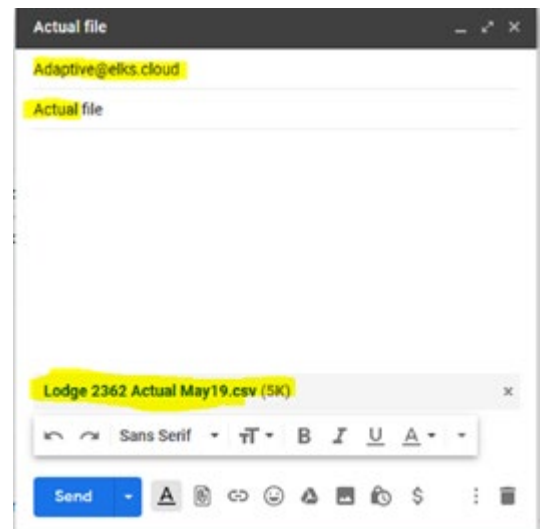 Actual file
Adaptive@elks.cloud
Actual file
Lodge 2362 Actual May19.csv (5K)
Sans Serif
Send